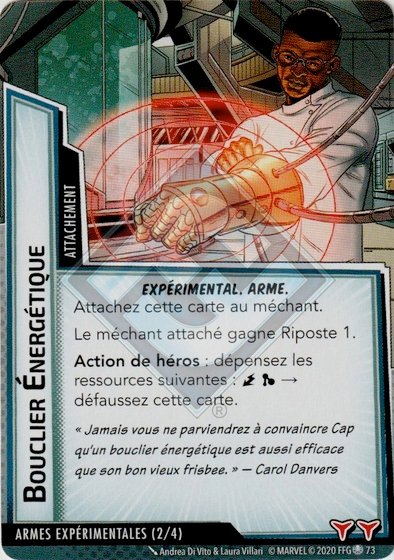 BOUCLIER ÉNERGÉTIQUE
ATTACHEMENT
EXPÉRIMENTAL. ARME.
Attachez cette carte au méchant.
Le méchant attaché gagne Riposte 1.
Action de héros : dépensez les
ressources suivantes : →
défaussez cette carte.
« Jamais vous ne parviendrez à convaincre Cap
qu'un bouclier énergétique est aussi efficace
que son bon vieux frisbee. » — Carol Danvers
ARMES EXPÉRIMENTALES (2/4)
Andrea Di Vito & Laura Villari © MARVEL © 2020 FFG 73